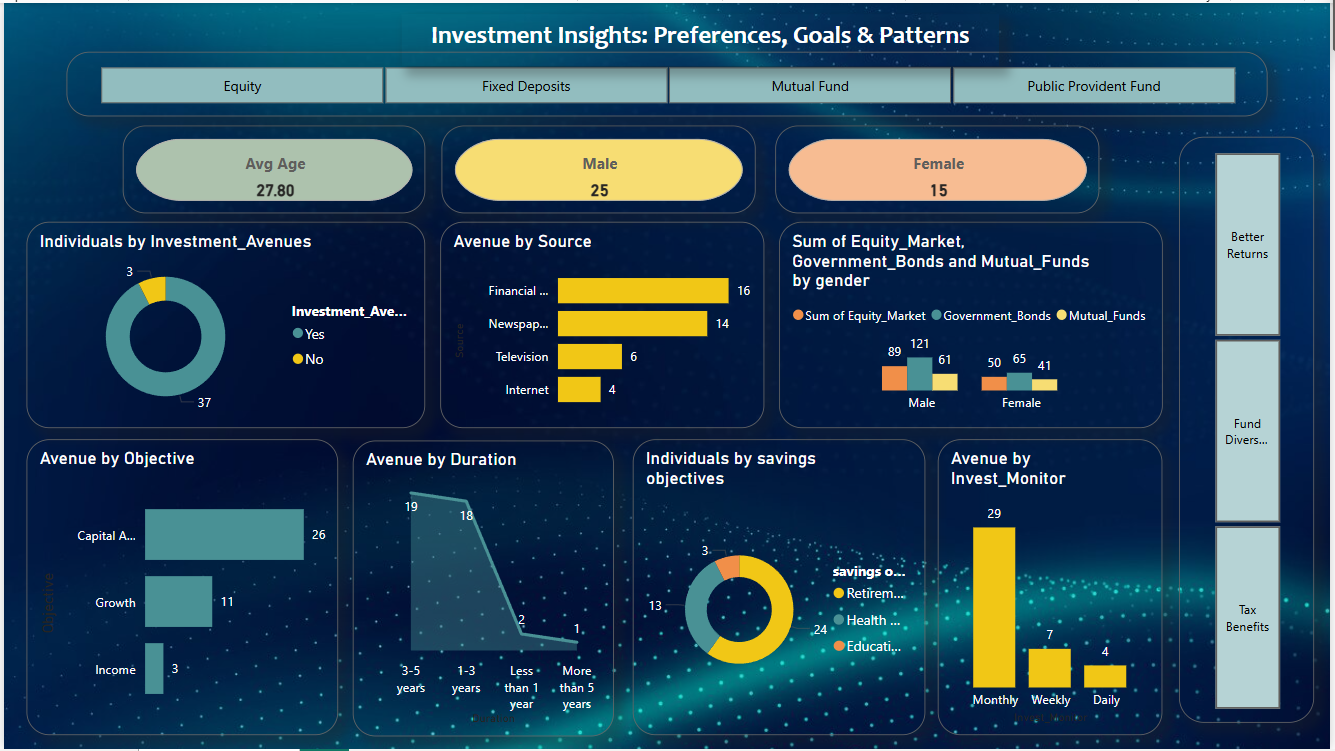 Investment Insights: Preferences, Goals & Patterns
Equity
Fixed Deposits
Mutual Fund
Public Provident Fund
Avg Age
27.80
Male
25
Female
15
Better
Returns
Fund
Divers...
Tax
Benefits
Individuals by Investment_Avenues
3
37
Investment_Ave...
Yes
No
Avenue by Source
Source
Financial ... 16
Newspap... 14
Television 6
Internet 4
Sum of Equity_Market,
Government_Bonds and Mutual_Funds
by gender
Sum of Equity_Market Government_Bonds Mutual_Funds
89 121 61 50 65 41
Male Female
Avenue by Objective
Objective
Capital A... 26
Growth 11
Income 3
Avenue by Duration
19 18 2 1
3-5
years
1-3
years
Less
than 1
year
More
than 5
years
Duration
Individuals by savings
objectives
3
13
24
savings o...
Retirem...
Health ...
Educati...
Avenue by
Invest_Monitor
29 7 4
Monthly Weekly Daily
Invest_Monitor